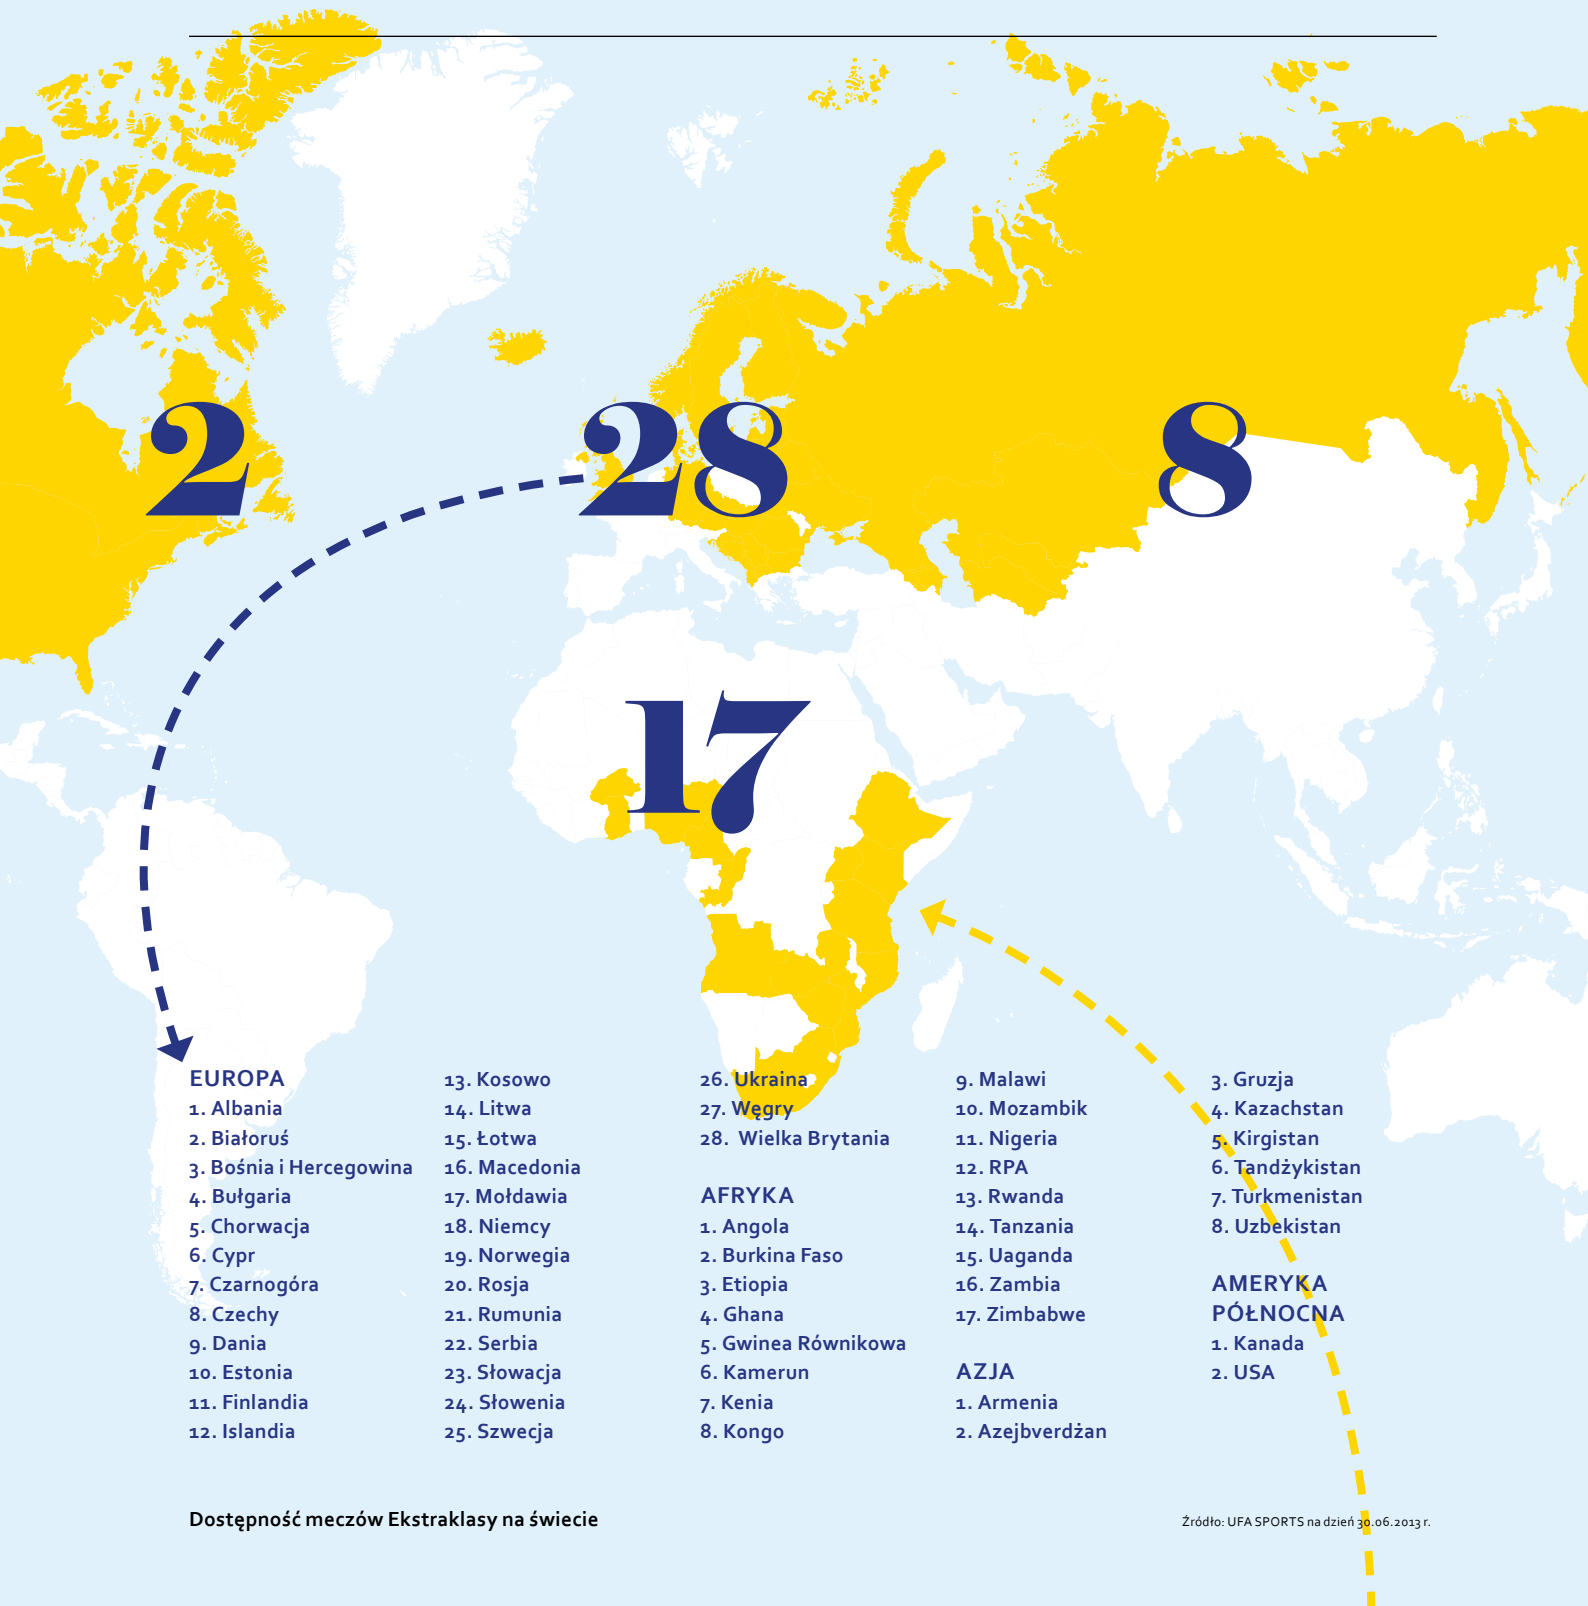 2
28
8
17
EUROPA
1. Albania
2. Białoruś
3. Bośnia i Hercegowina
4. Bułgaria
5. Chorwacja
6. Cypr
7. Czarnogóra
8. Czechy
9. Dania
10. Estonia
11. Finlandia
12. Islandia
13. Kosowo
14. Litwa
15. Łotwa
16. Macedonia
17. Mołdawia
18. Niemcy
19. Norwegia
20. Rosja
21. Rumunia
22. Serbia
23. Słowacja
24. Słowenia
25. Szwecja
26. Ukraina
27. Węgry
28. Wielka Brytania
AFRYKA
1. Angola
2. Burkina Faso
3. Etiopia
4. Ghana
5. Gwinea Równikowa
6. Kamerun
7. Kenia
8. Kongo
9. Malawi
10. Mozambik
11. Nigeria
12. RPA
13. Rwanda
14. Tanzania
15. Uaganda
16. Zambia
17. Zimbabwe
AZJA
1. Armenia
2. Azejbverdżan
3. Gruzja
4. Kazachstan
5. Kirgistan
6. Tandżykistan
7. Turkmenistan
8. Uzbekistan
AMERYKA
PÓŁNOCNA
1. Kanada
2. USA
Dostępność meczów Ekstraklasy na świecie
Źródło: UFA SPORTS na dzień 30.06.2013 r.